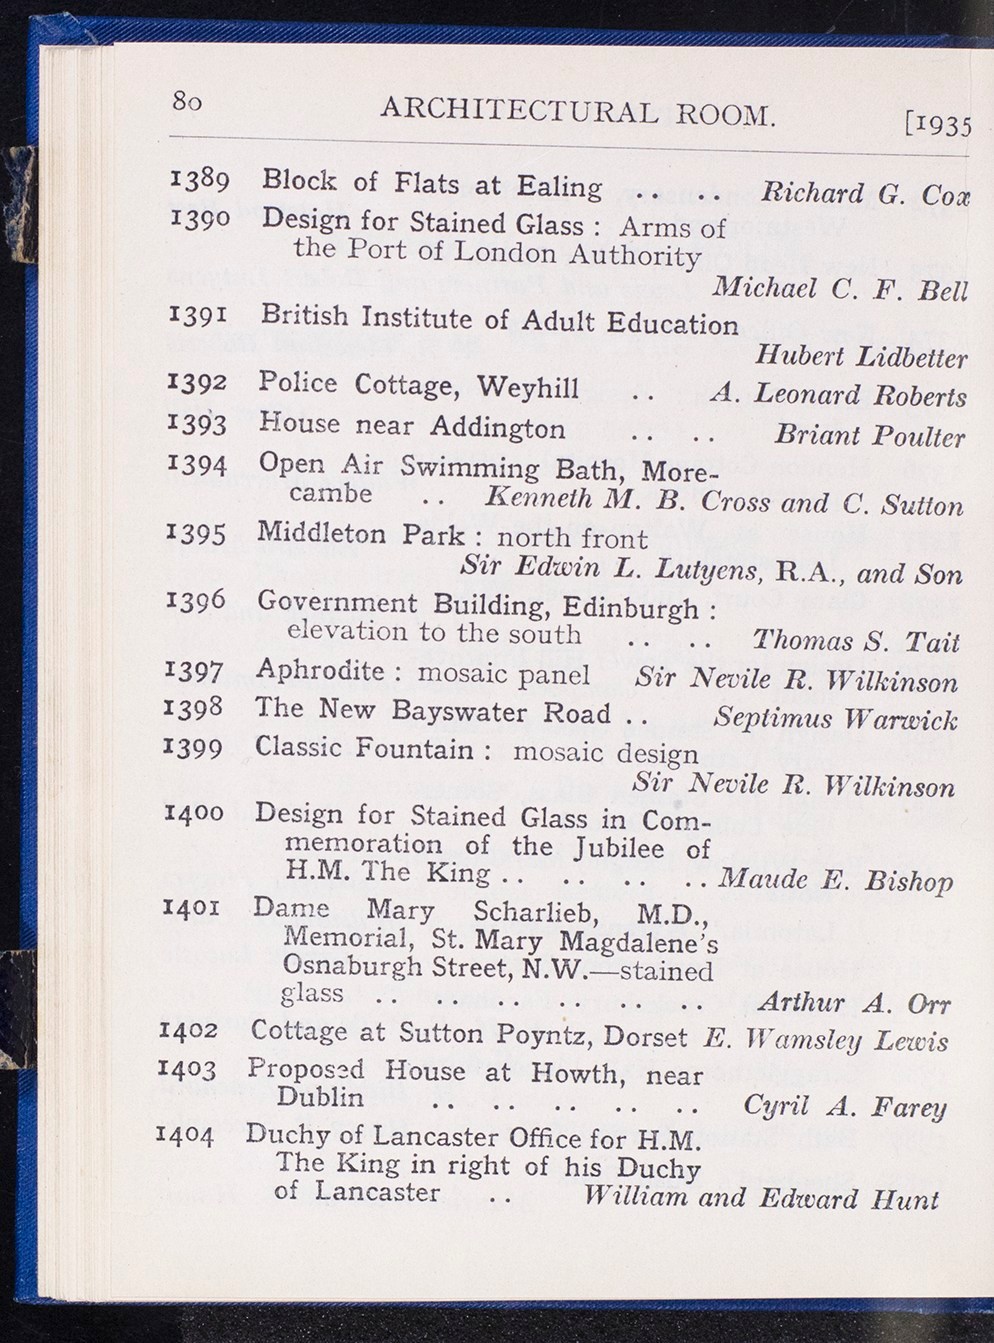 80 ARCHITECTURAL ROOM. [1935
1389 Block of Flats at Ealing .. .. Richard G. Cox
1390 Design for Stained Glass : Arms of
the Port of London Authority
Michael C. F. Bell
1391 British Institute of Adult Education
Hubert Lidbetter
1392 Police Cottage, Weyhill .. A. Leonard Roberts
1393 House near Addington .. .. Briant Poulter
1394 Open Air Swimming Bath, More-
cambe .. Kenneth M. B. Cross and C. Sutton
1395 Middleton Park : north front
Sir Edwin L. Lutyens, R.A., and Son
1396 Government Building, Edinburgh :
elevation to the south .. .. Thomas S. Tait
1397 Aphrodite : mosaic panel Sir Nevile R. Wilkinson
1398 The New Bayswater Road .. Septimus Warwick
1399 Classic Fountain : mosaic design
Sir Nevile R. Wilkinson
1400 Design for Stained Glass in Com-
memoration of the Jubilee of
H.M. The King .. .. .. .. Maude E. Bishop
1401 Dame Mary Scharlieb, M.D.,
Memorial, St. Mary Magdalene's
Osnaburgh Street, N.W.—stained
glass .. .. .. .. .. .. Arthur A. Orr
1402 Cottage at Sutton Poyntz, Dorset E. Wamsley Lewis
1403 Proposed House at Howth, near
Dublin .. .. .. .. .. Cyril A. Farey
1404 Duchy of Lancaster Office for H.M.
The King in right of his Duchy
of Lancaster .. William and Edward Hunt